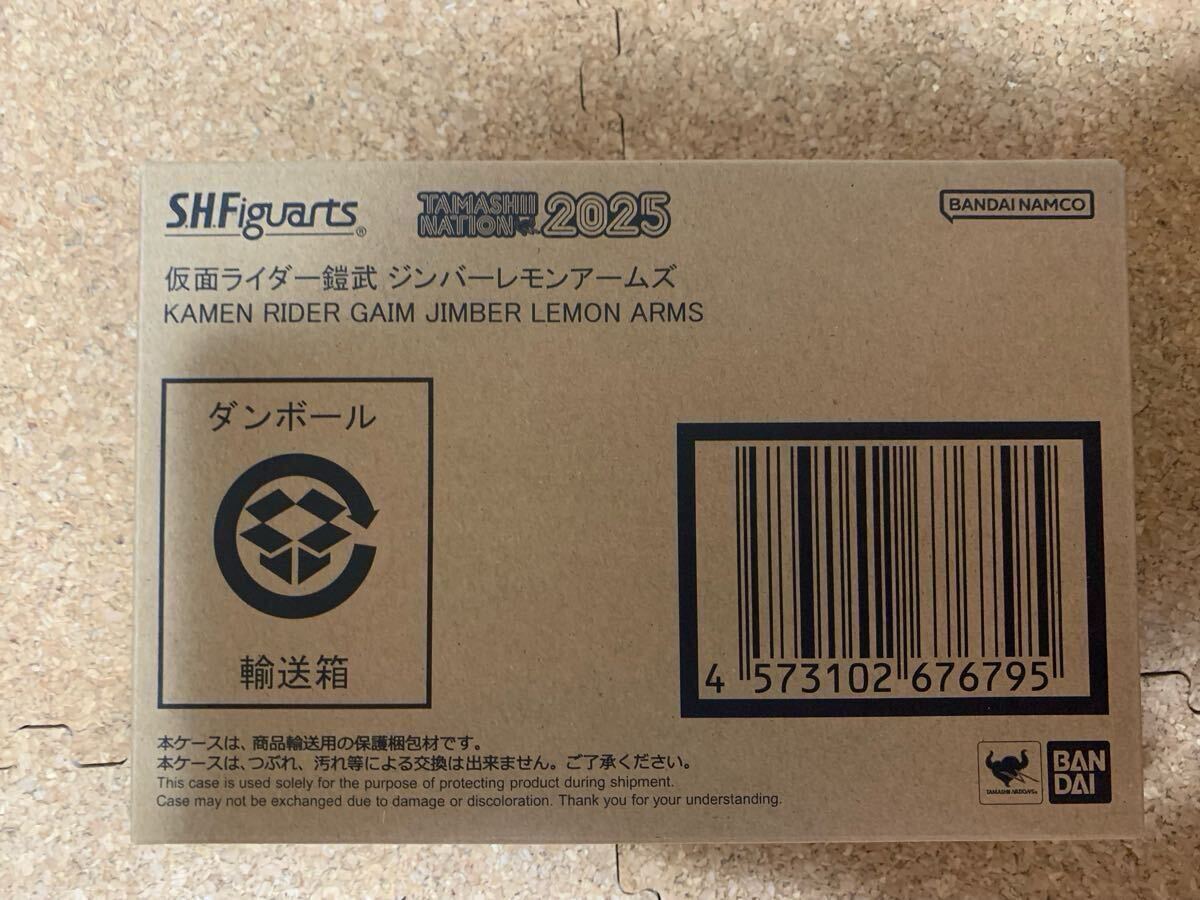 S.H.Figuarts®
TAMASHII NATION 2025
BANDAI NAMCO
仮面ライダー鎧武 ジンバーレモンアームズ
KAMEN RIDER GAIM JIMBER LEMON ARMS
ダンボール
輸送箱
4 573102 676795
本ケースは、商品輸送用の保護梱包材です。
本ケースは、つぶれ、汚れ等による交換は出来ません。ご了承ください。
This case is used solely for the purpose of protecting product during shipment.
Case may not be exchanged due to damage or discoloration. Thank you for your understanding.
TAMASHII NATIONS®
BAN
DAI